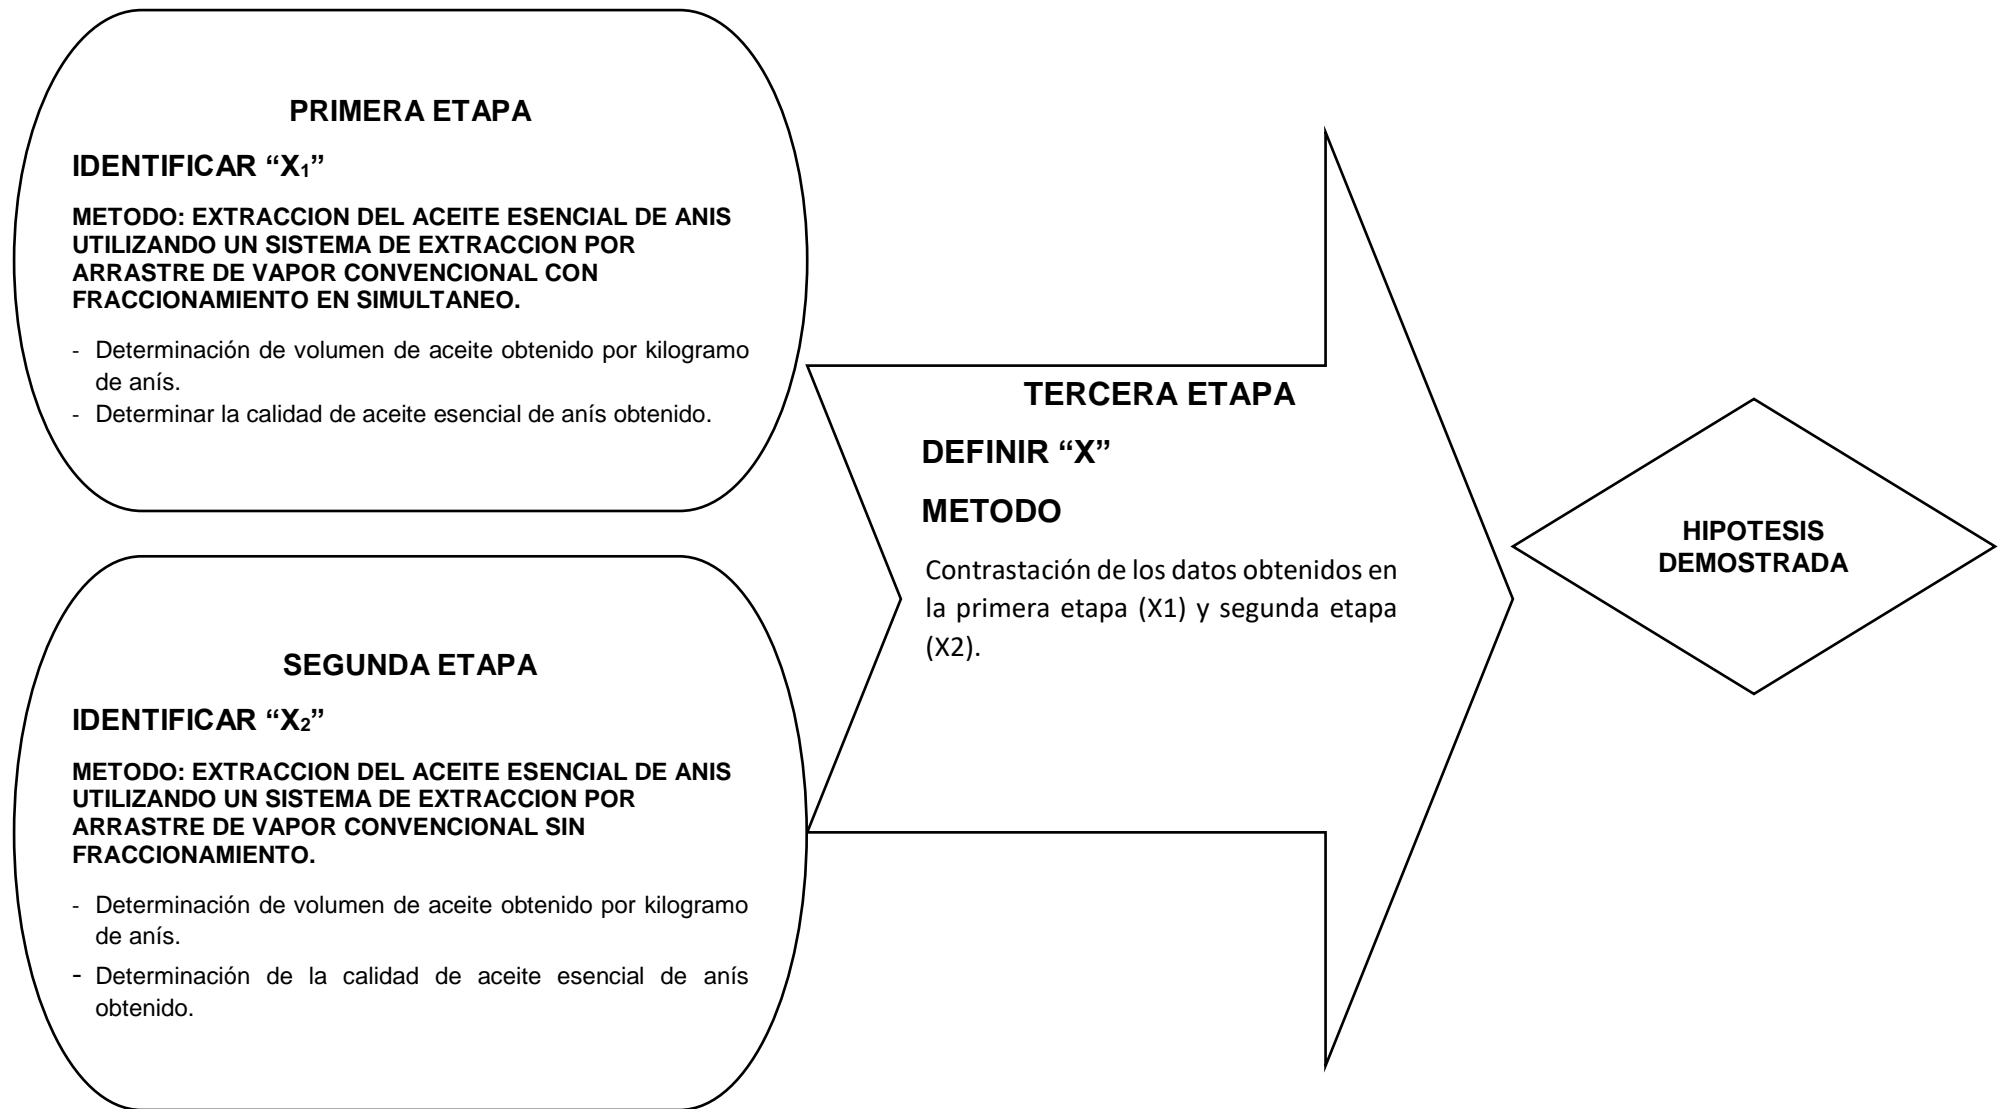 PRIMERA ETAPA
IDENTIFICAR “X₁”
METODO: EXTRACCION DEL ACEITE ESENCIAL DE ANIS
UTILIZANDO UN SISTEMA DE EXTRACCION POR
ARRASTRE DE VAPOR CONVENCIONAL CON
FRACCIONAMIENTO EN SIMULTANEO.
- Determinación de volumen de aceite obtenido por kilogramo
de anís.
- Determinar la calidad de aceite esencial de anís obtenido.
SEGUNDA ETAPA
IDENTIFICAR “X₂”
METODO: EXTRACCION DEL ACEITE ESENCIAL DE ANIS
UTILIZANDO UN SISTEMA DE EXTRACCION POR
ARRASTRE DE VAPOR CONVENCIONAL SIN
FRACCIONAMIENTO.
- Determinación de volumen de aceite obtenido por kilogramo
de anís.
- Determinación de la calidad de aceite esencial de anís
obtenido.
TERCERA ETAPA
DEFINIR “X”
METODO
Contrastación de los datos obtenidos en
la primera etapa (X1) y segunda etapa
(X2).
HIPOTESIS
DEMOSTRADA